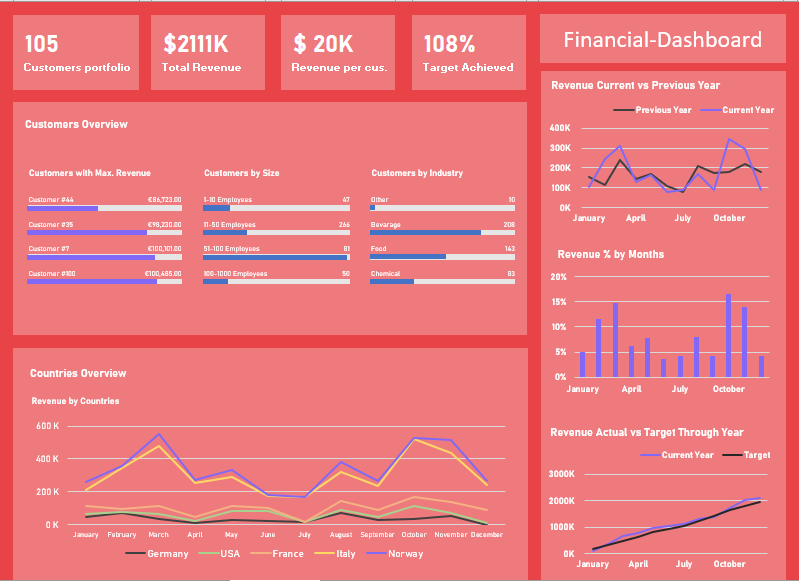 105
Customers portfolio
$2111K
Total Revenue
$ 20K
Revenue per cus.
108%
Target Achieved
Financial-Dashboard
Customers Overview
Customers with Max. Revenue
Customer #44 €86,723.00
Customer #35 €98,230.00
Customer #7 €100,101.00
Customer #100 €100,485.00
Customers by Size
1-10 Employees 47
11-50 Employees 266
51-100 Employees 81
100-1000 Employees 50
Customers by Industry
Other 10
Bevarage 208
Food 143
Chemical 83
Countries Overview
Revenue by Countries
600 K
400 K
200 K
0 K
January February March April May June July August September October November December
Germany USA France Italy Norway
Revenue Current vs Previous Year
Previous Year Current Year
400K
300K
200K
100K
0K
January April July October
Revenue % by Months
20%
15%
10%
5%
0%
January April July October
Revenue Actual vs Target Through Year
Current Year Target
3000K
2000K
1000K
0K
January April July October